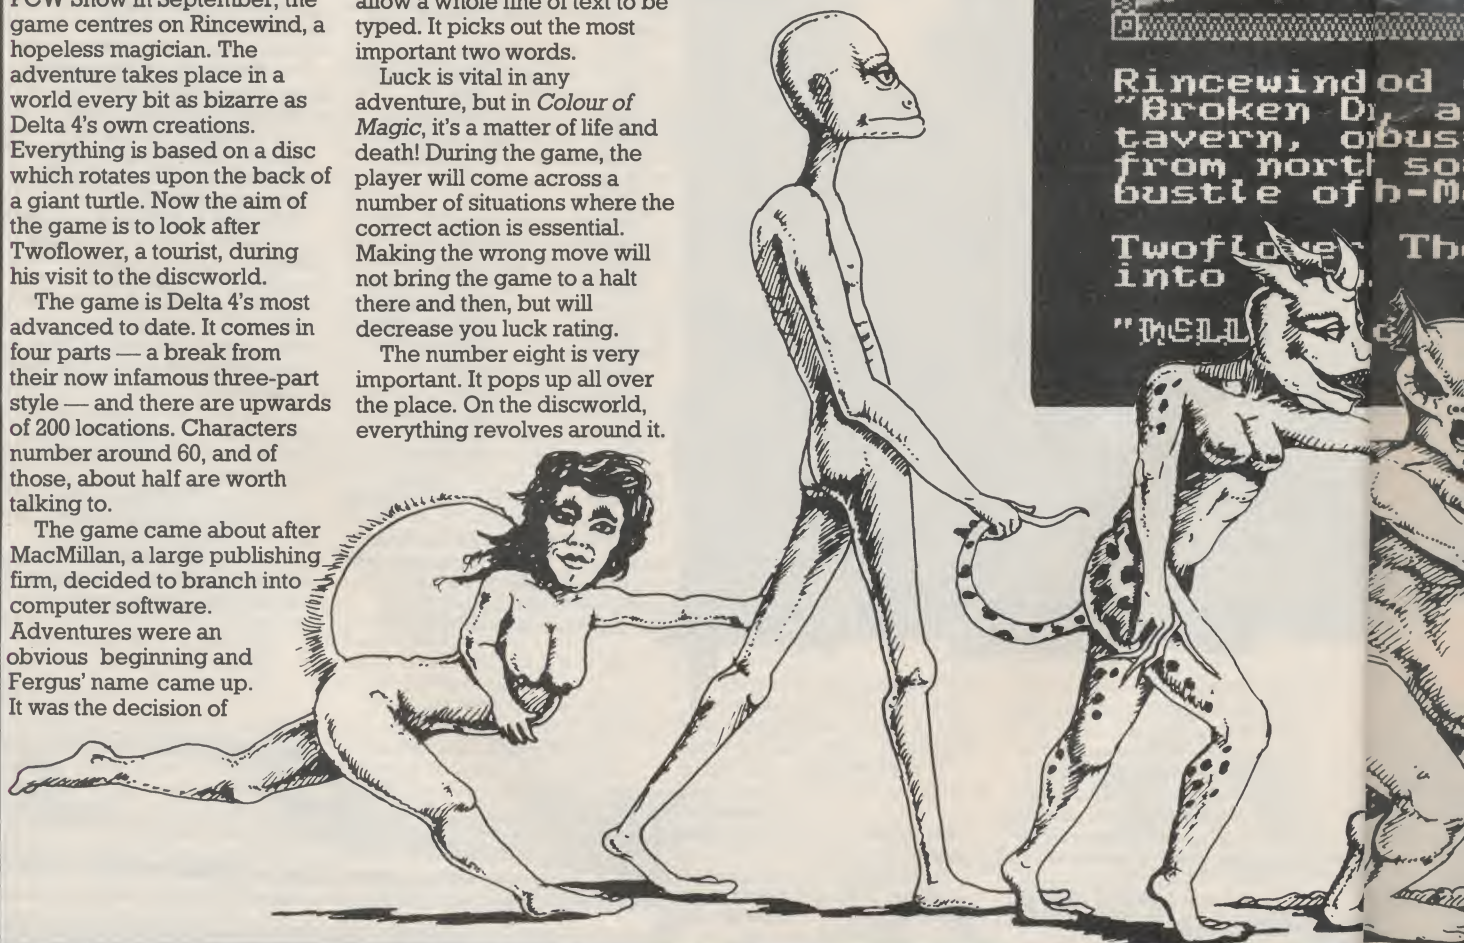 PCW Show in September, the
game centres on Rincewind, a
hopeless magician. The
adventure takes place in a
world every bit as bizarre as
Delta 4's own creations.
Everything is based on a disc
which rotates upon the back of
a giant turtle. Now the aim of
the game is to look after
Twoflower, a tourist, during
his visit to the discworld.
The game is Delta 4's most
advanced to date. It comes in
four parts — a break from
their now infamous three-part
style — and there are upwards
of 200 locations. Characters
number around 60, and of
those, about half are worth
talking to.
The game came about after
MacMillan, a large publishing
firm, decided to branch into
computer software.
Adventures were an
obvious beginning and
Fergus' name came up.
It was the decision of
allow a whole line of text to be
typed. It picks out the most
important two words.
Luck is vital in any
adventure, but in Colour of
Magic, it's a matter of life and
death! During the game, the
player will come across a
number of situations where the
correct action is essential.
Making the wrong move will
not bring the game to a halt
there and then, but will
decrease you luck rating.
The number eight is very
important. It pops up all over
the place. On the discworld,
everything revolves around it.
Rincewind od
"Broken Dr, a
tavern, or bus
from north so
bustle of h-M
Twoflower Th
into